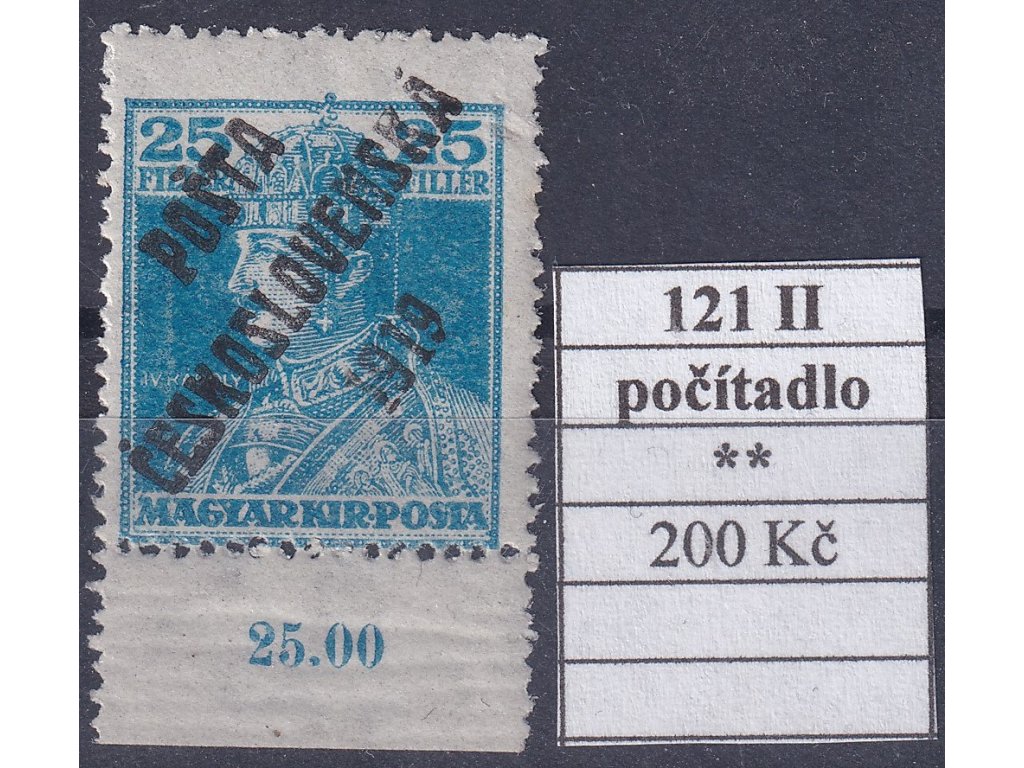 25 25
FILLÉR FILLÉR
POŠTA
ČESKOSLOVENSKÁ
1919
IV. KÁROLY
MAGYAR KIR. POSTA
25.00
121 II
počítadlo
**
200 Kč